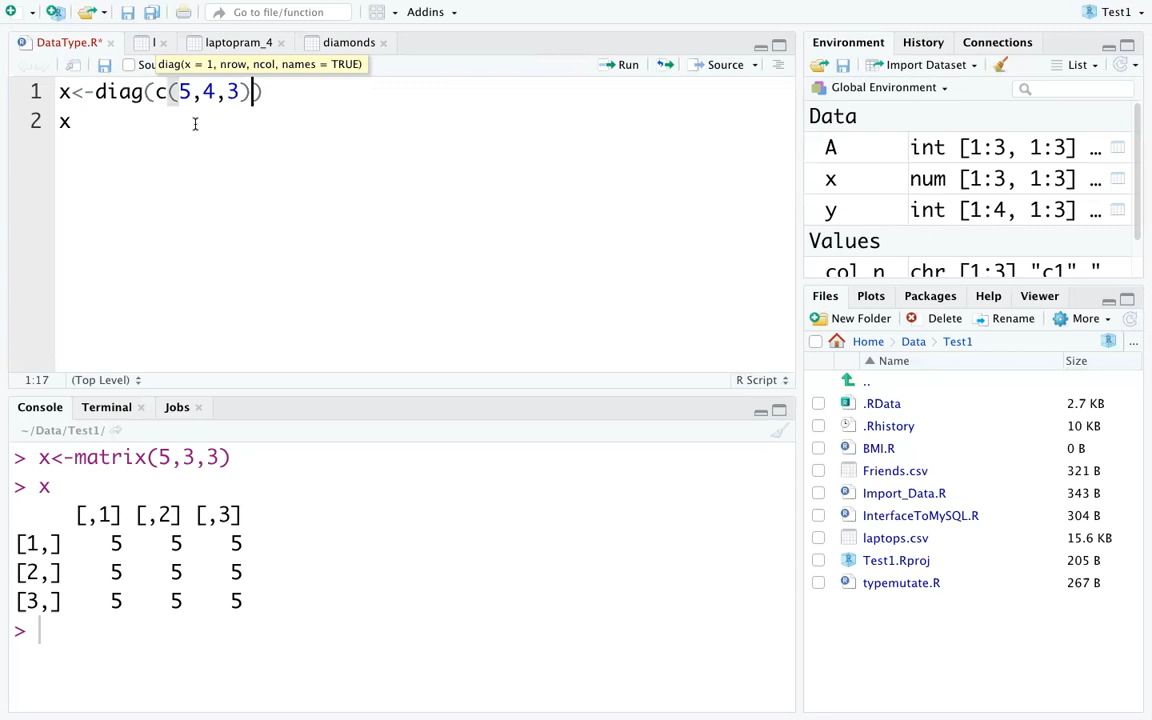 Go to file/function
Addins
Test1
DataType.R*
l
laptopram_4
diamonds
Sou
diag(x = 1, nrow, ncol, names = TRUE)
Run
Source
1 x<-diag(c(5,4,3))
2 x
1:17
(Top Level)
R Script
Console
Terminal
Jobs
~/Data/Test1/
> x<-matrix(5,3,3)
> x
[,1] [,2] [,3]
[1,] 5 5 5
[2,] 5 5 5
[3,] 5 5 5
>
Environment
History
Connections
Import Dataset
List
Global Environment
Data
A int [1:3, 1:3] …
x num [1:3, 1:3] …
y int [1:4, 1:3] …
Values
col_n chr [1:3] "c1" "
Files
Plots
Packages
Help
Viewer
New Folder
Delete
Rename
More
Home
Data
Test1
...
Name
Size
..
.RData 2.7 KB
.Rhistory 10 KB
BMI.R 0 B
Friends.csv 321 B
Import_Data.R 343 B
InterfaceToMySQL.R 304 B
laptops.csv 15.6 KB
Test1.Rproj 205 B
typemutate.R 267 B